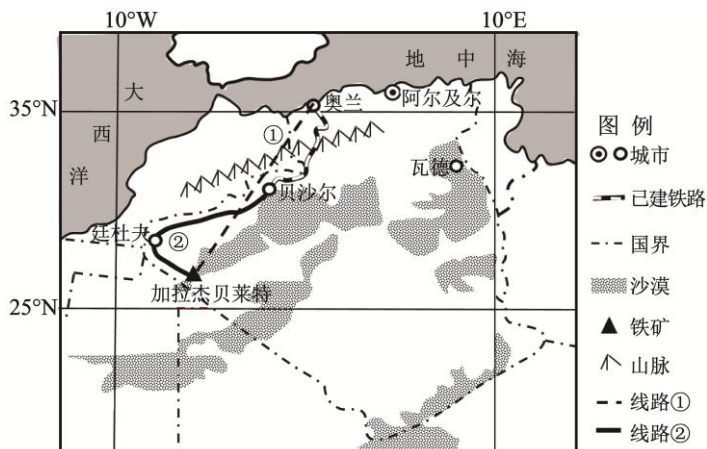 10°W
10°E
地中海
大
西
洋
35°N
奥兰
阿尔及尔
①
瓦德
贝沙尔
廷杜夫
②
加拉杰贝莱特
25°N
图例
城市
已建铁路
国界
沙漠
铁矿
山脉
线路①
线路②